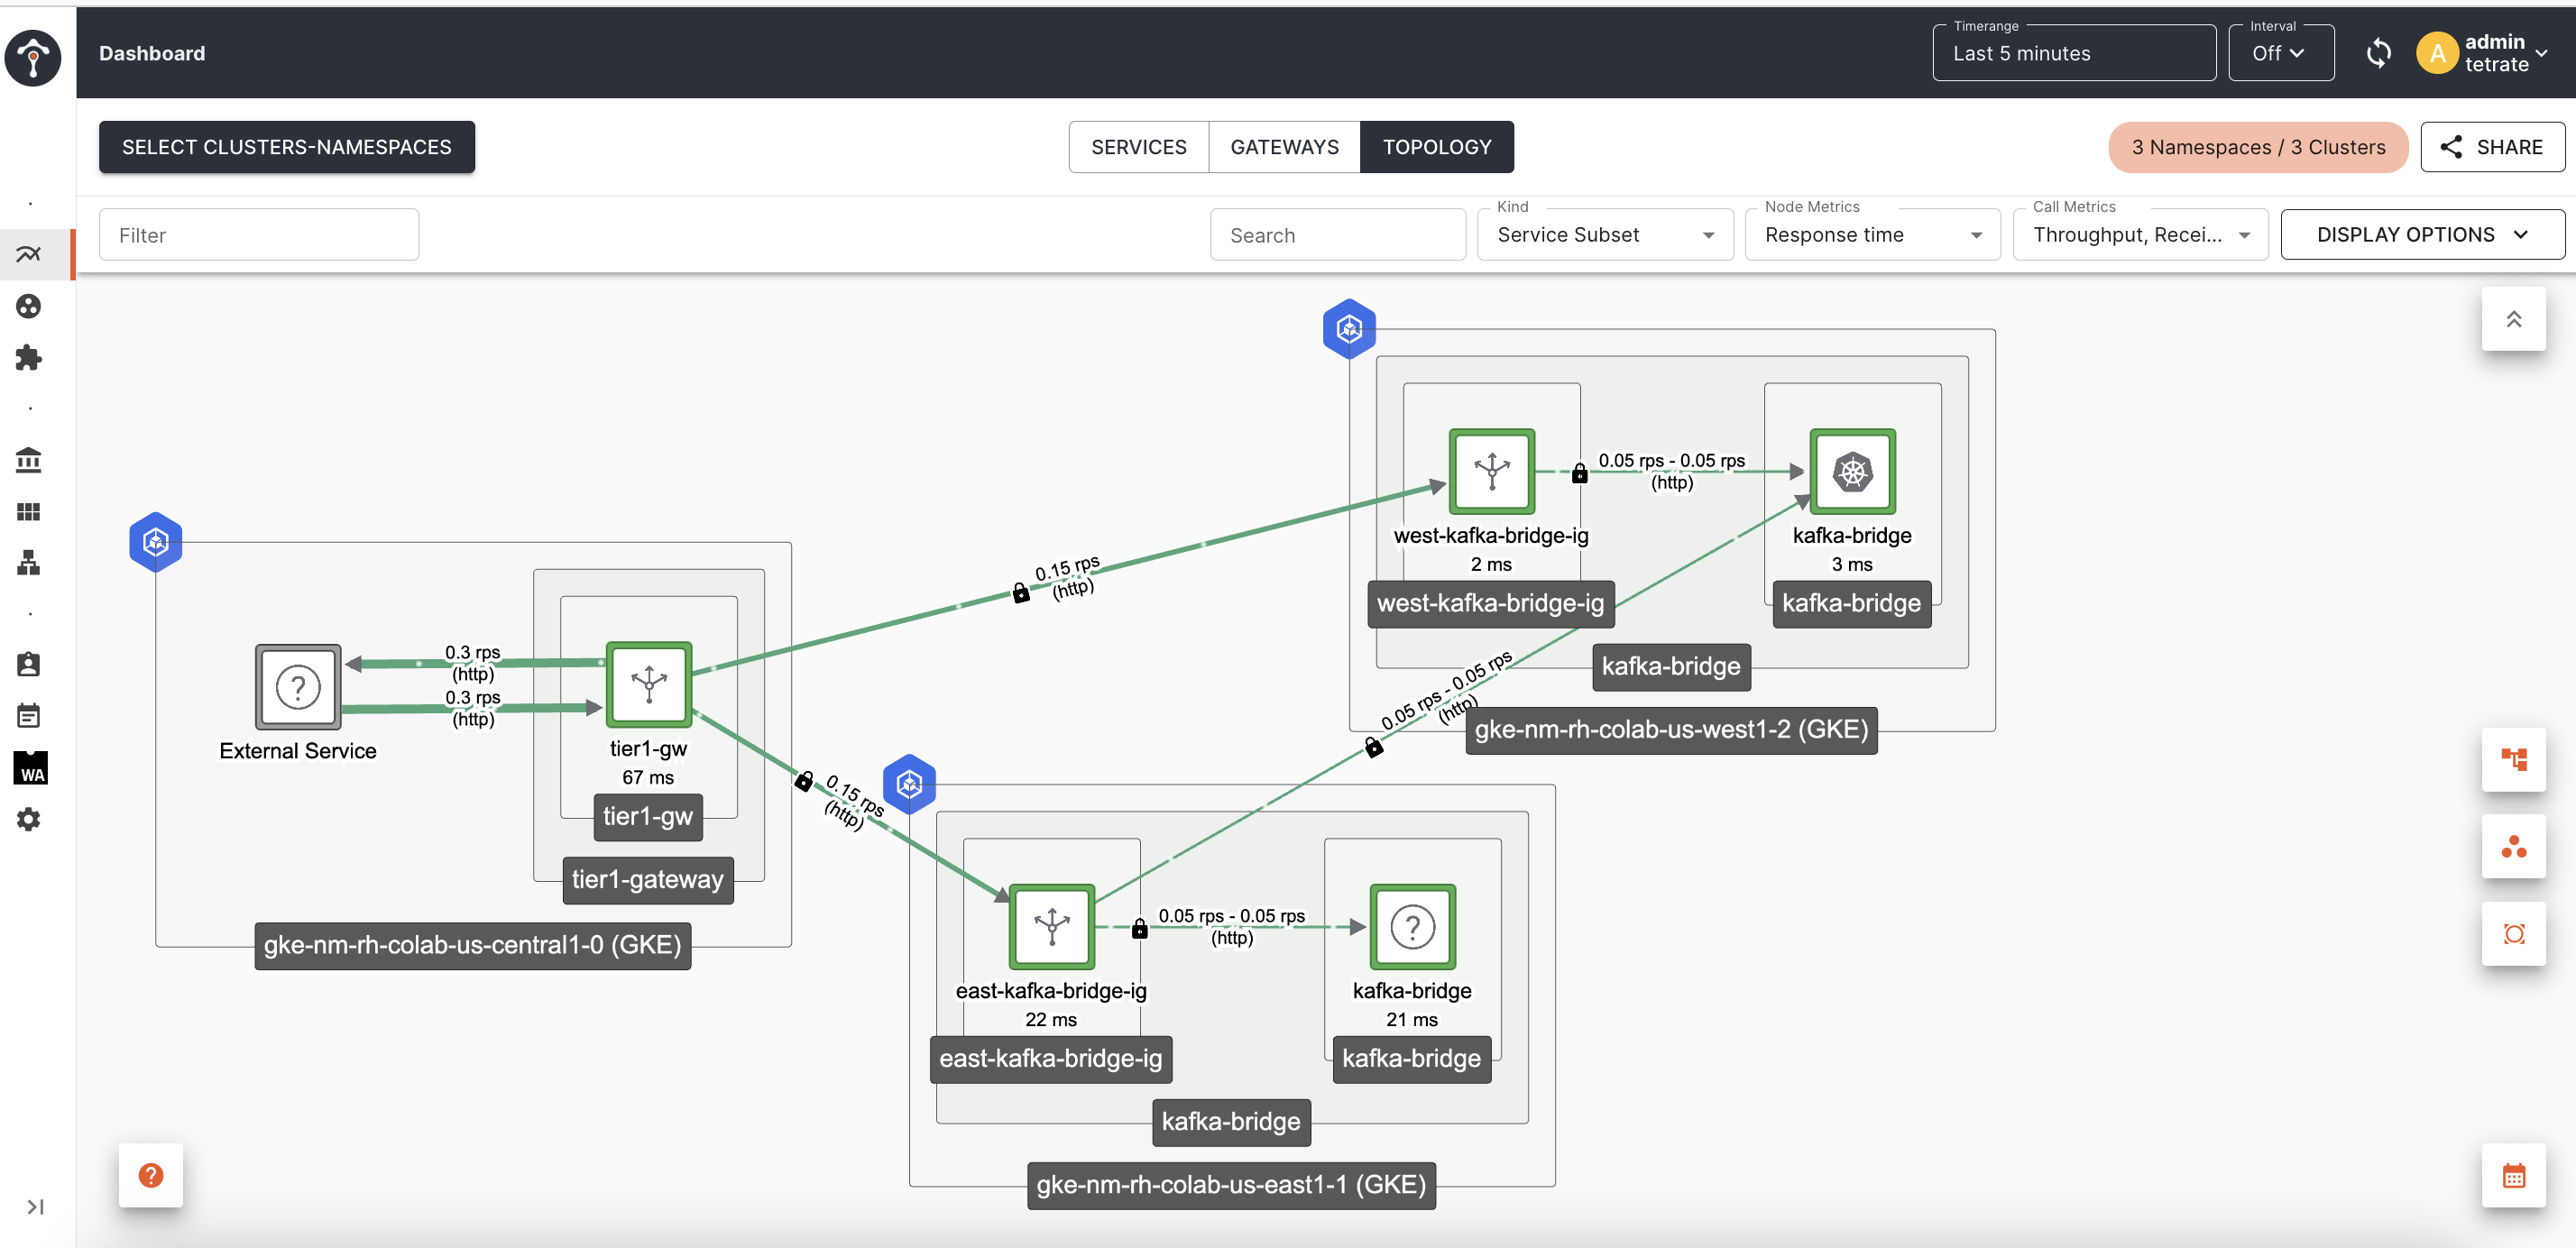 Dashboard
Timerange
Last 5 minutes
Interval
Off
A
admin
tetrate
SELECT CLUSTERS-NAMESPACES
SERVICES
GATEWAYS
TOPOLOGY
3 Namespaces / 3 Clusters
SHARE
Filter
Search
Kind
Service Subset
Node Metrics
Response time
Call Metrics
Throughput, Recei...
DISPLAY OPTIONS
WA
0.05 rps - 0.05 rps
(http)
west-kafka-bridge-ig
2 ms
west-kafka-bridge-ig
kafka-bridge
3 ms
kafka-bridge
kafka-bridge
gke-nm-rh-colab-us-west1-2 (GKE)
0.15 rps
(http)
0.3 rps
(http)
0.3 rps
(http)
?
External Service
tier1-gw
67 ms
tier1-gw
tier1-gateway
gke-nm-rh-colab-us-central1-0 (GKE)
0.15 rps
(http)
0.05 rps - 0.05 rps
(http)
0.05 rps - 0.05 rps
(http)
east-kafka-bridge-ig
22 ms
east-kafka-bridge-ig
?
kafka-bridge
21 ms
kafka-bridge
kafka-bridge
gke-nm-rh-colab-us-east1-1 (GKE)
?